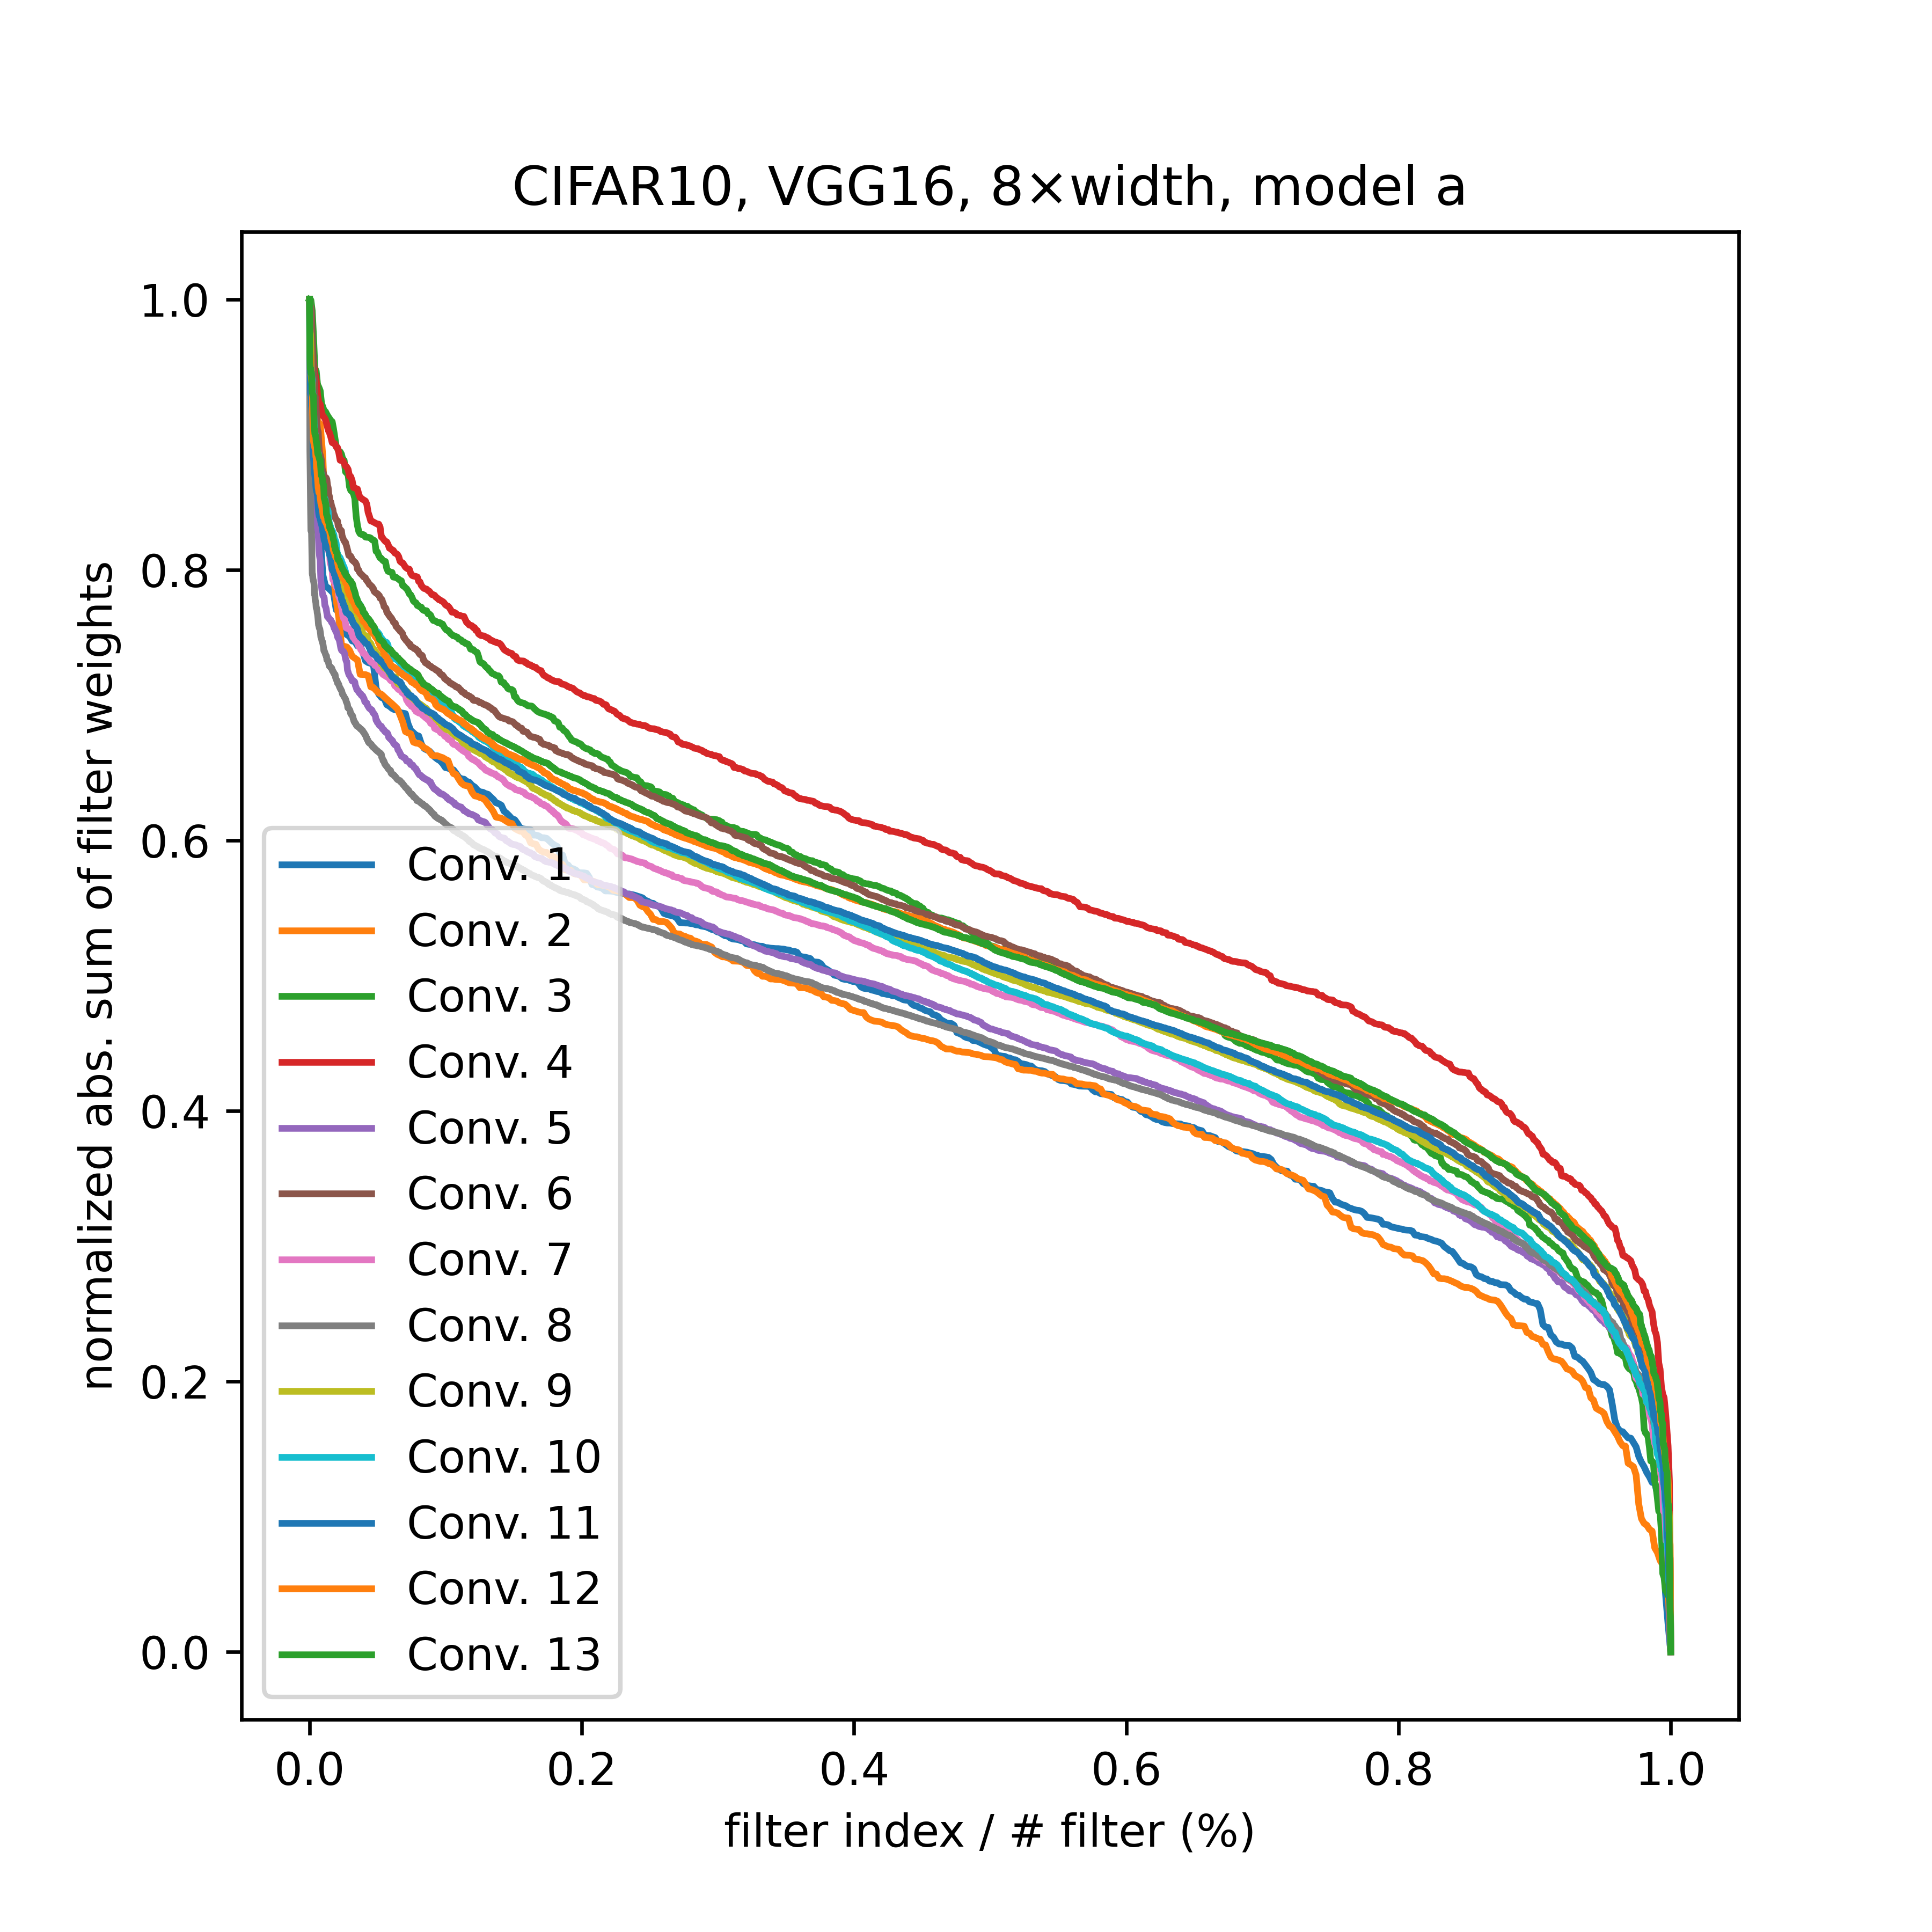 CIFAR10, VGG16, 8×width, model a
normalized abs. sum of filter weights
1.0
0.8
0.6
0.4
0.2
0.0
Conv. 1
Conv. 2
Conv. 3
Conv. 4
Conv. 5
Conv. 6
Conv. 7
Conv. 8
Conv. 9
Conv. 10
Conv. 11
Conv. 12
Conv. 13
0.0 0.2 0.4 0.6 0.8 1.0
filter index / # filter (%)